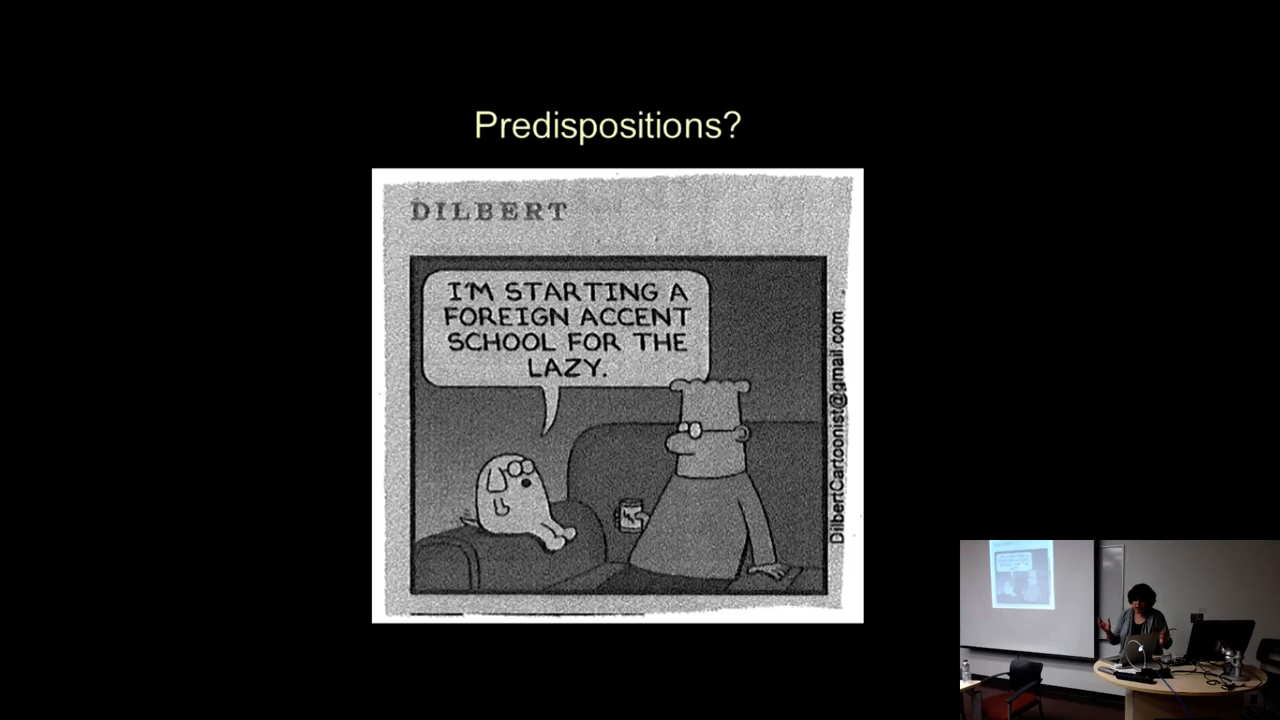 Predispositions?
DILBERT
I'M STARTING A
FOREIGN ACCENT
SCHOOL FOR THE
LAZY.
DilbertCartoonist@gmail.com